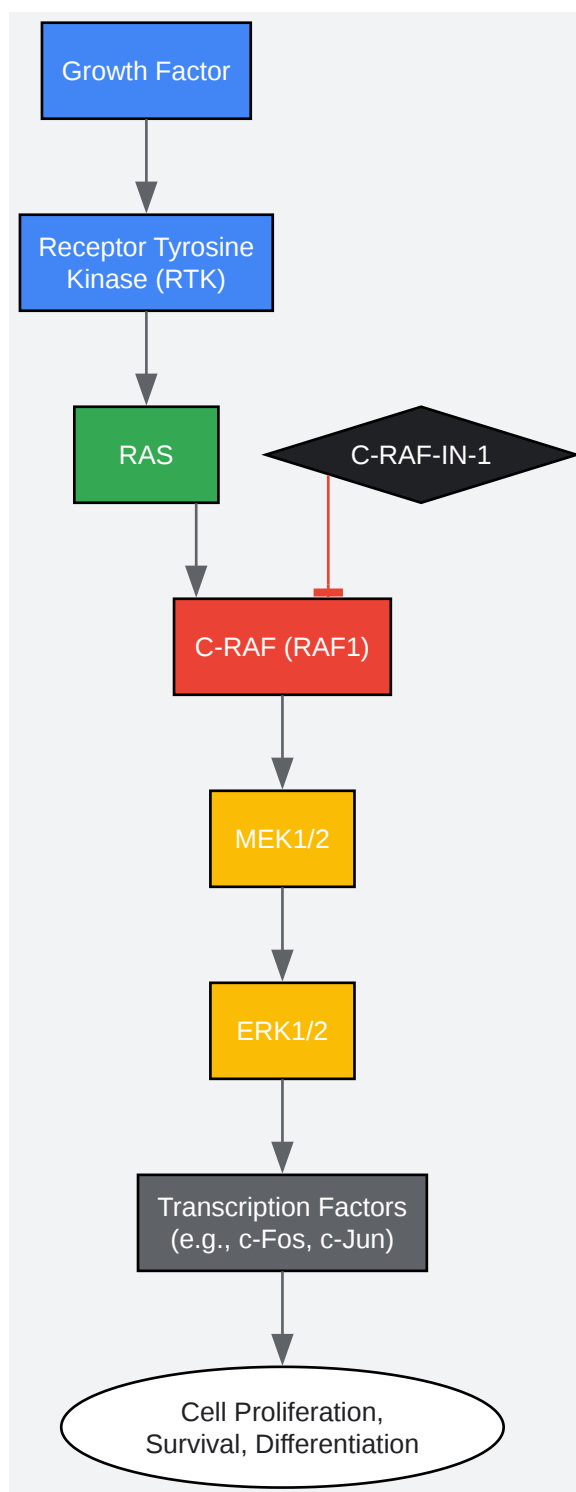 Growth Factor
Receptor Tyrosine
Kinase (RTK)
RAS
C-RAF-IN-1
C-RAF (RAF1)
MEK1/2
ERK1/2
Transcription Factors
(e.g., c-Fos, c-Jun)
Cell Proliferation,
Survival, Differentiation